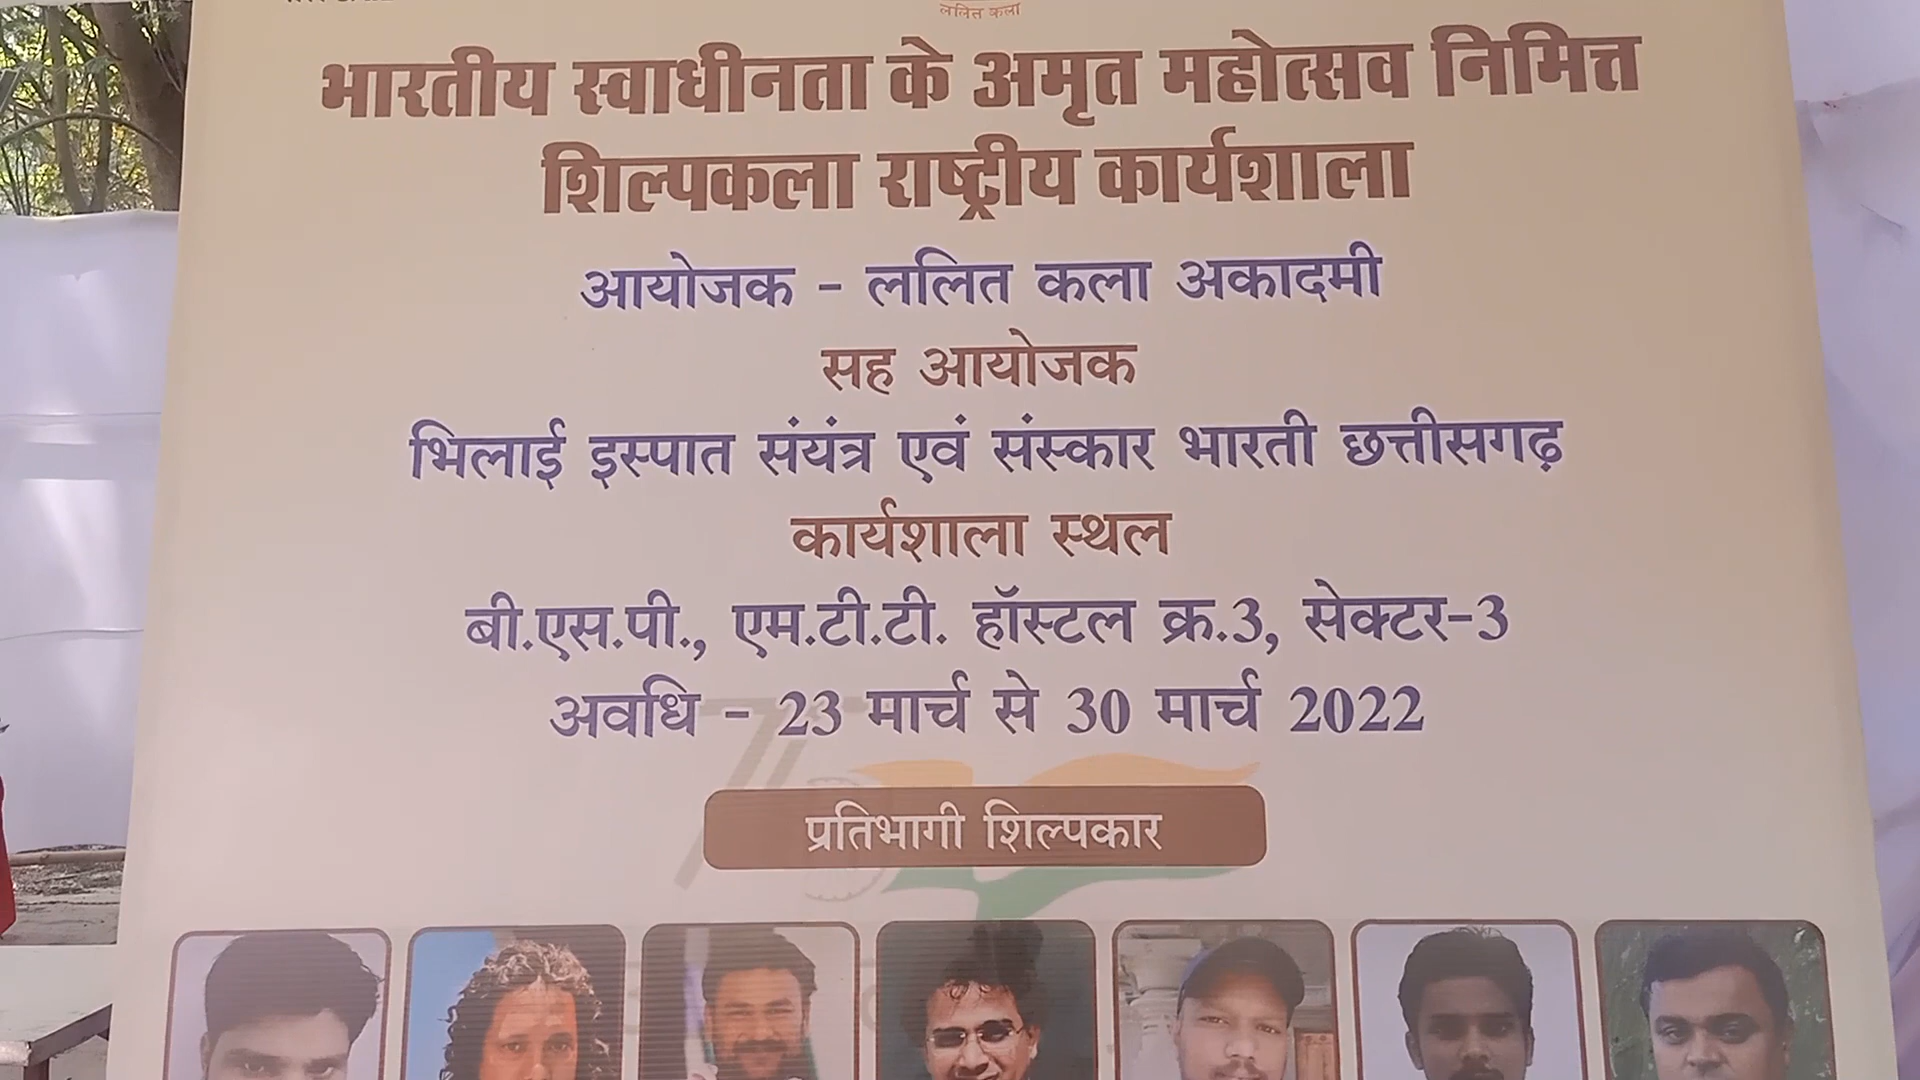 ललित कला
भारतीय स्वाधीनता के अमृत महोत्सव निमित्त
शिल्पकला राष्ट्रीय कार्यशाला
आयोजक - ललित कला अकादमी
सह आयोजक
भिलाई इस्पात संयंत्र एवं संस्कार भारती छत्तीसगढ़
कार्यशाला स्थल
बी.एस.पी., एम.टी.टी. हॉस्टल क्र.3, सेक्टर-3
अवधि - 23 मार्च से 30 मार्च 2022
प्रतिभागी शिल्पकार